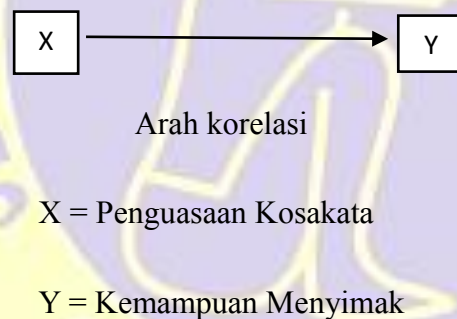 X Y
Arah korelasi
X = Penguasaan Kosakata
Y = Kemampuan Menyimak